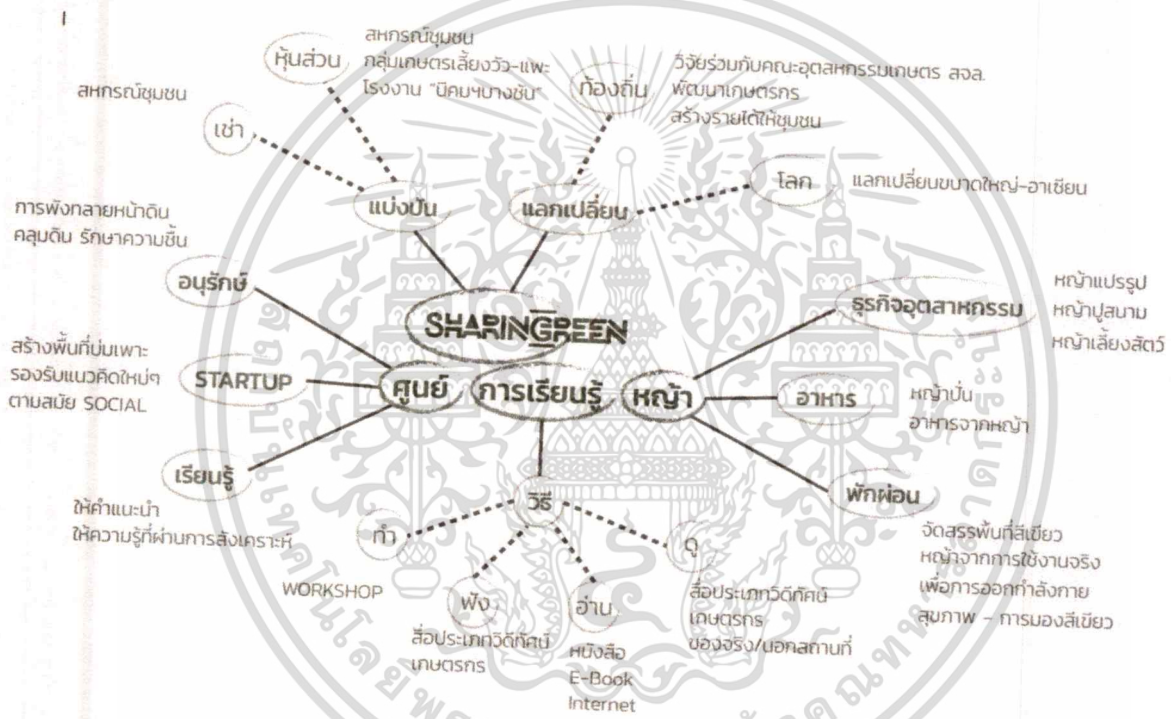 หุ้นส่วน
สหกรณ์ชุมชน
กลุ่มเกษตรเลี้ยงวัว-แพะ
โรงงาน "นิคมฯบางชัน"
ท้องถิ่น
วิจัยร่วมกับคณะอุตสหกรรมเกษตร สจล.
พัฒนาเกษตรกร
สร้างรายได้ให้ชุมชน
สหกรณ์ชุมชน
เช่า
แบ่งปัน
แลกเปลี่ยน
โลก
แลกเปลี่ยนขนาดใหญ่-อาเซียน
การพังทลายหน้าดิน
คลุมดิน รักษาความชื้น
อนุรักษ์
SHARINGREEN
ธุรกิจอุตสาหกรรม
หญ้าแปรรูป
หญ้าปูสนาม
หญ้าเลี้ยงสัตว์
สร้างพื้นที่บ่มเพาะ
รองรับแนวคิดใหม่ๆ
ตามสมัย SOCIAL
STARTUP
ศูนย์
การเรียนรู้
หญ้า
อาหาร
หญ้าปั่น
อาหารจากหญ้า
เรียนรู้
ให้คำแนะนำ
ให้ความรู้ที่ผ่านการสังเคราะห์
วิธี
พักผ่อน
จัดสรรพื้นที่สีเขียว
หญ้าจากการใช้งานจริง
เพื่อการออกกำลังกาย
สุขภาพ - การมองสีเขียว
ทำ
WORKSHOP
ฟัง
สื่อประเภทวิดีทัศน์
เกษตรกร
อ่าน
หนังสือ
E-Book
Internet
ดู
สื่อประเภทวิดีทัศน์
เกษตรกร
ของจริง/นอกสถานที่